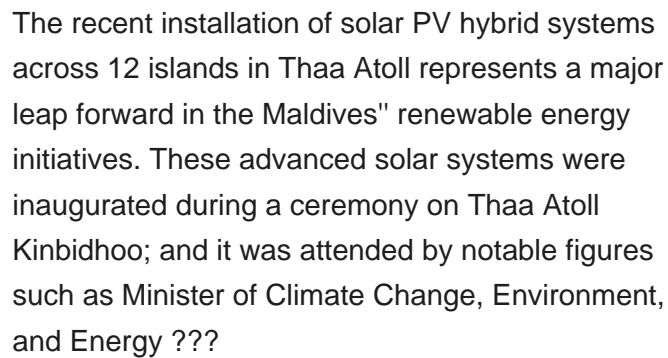 The recent installation of solar PV hybrid systems
across 12 islands in Thaa Atoll represents a major
leap forward in the Maldives" renewable energy
initiatives. These advanced solar systems were
inaugurated during a ceremony on Thaa Atoll
Kinbidhoo; and it was attended by notable figures
such as Minister of Climate Change, Environment,
and Energy ???